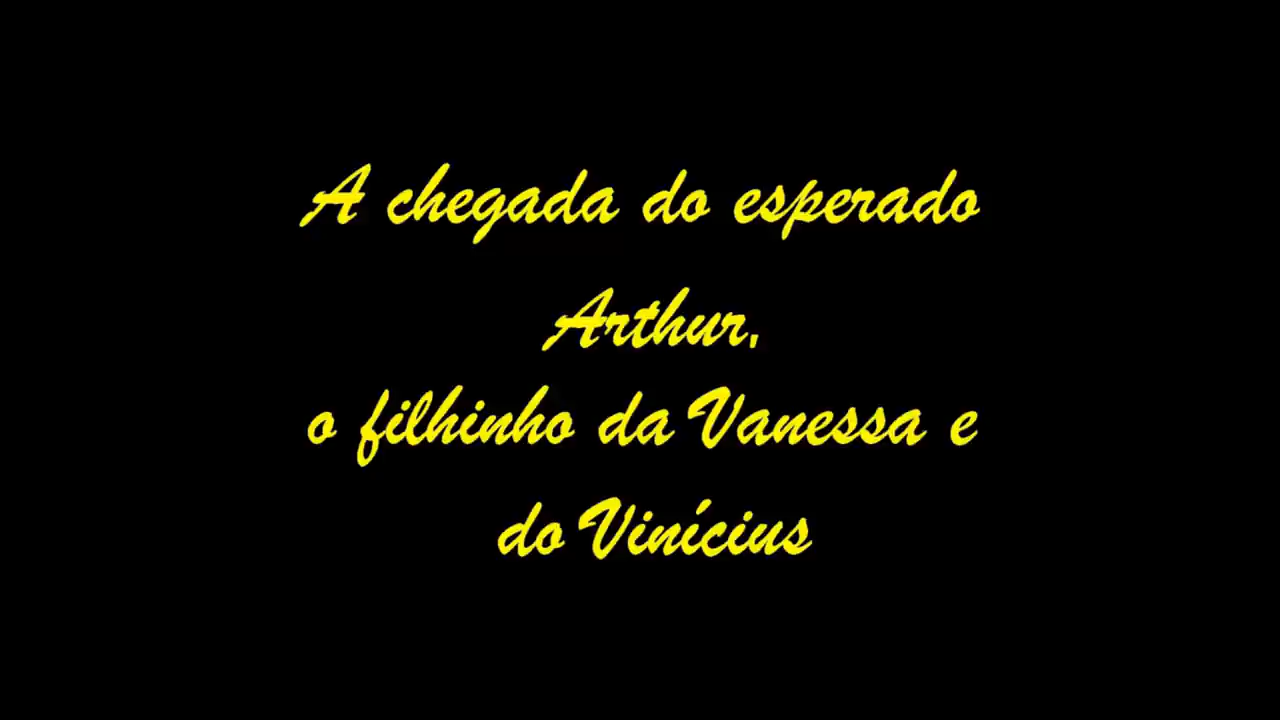 A chegada do esperado
Arthur,
o filhinho da Vanessa e
do Vinícius